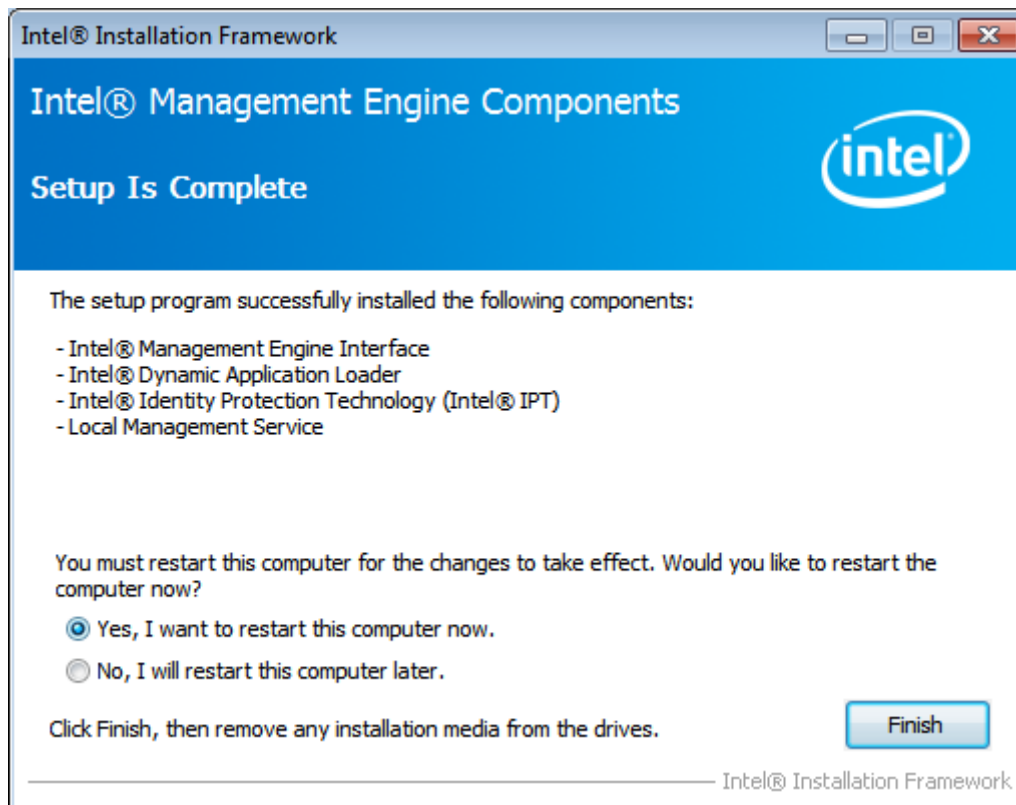 Intel® Installation Framework
Intel® Management Engine Components
intel®
Setup Is Complete
The setup program successfully installed the following components:
- Intel® Management Engine Interface
- Intel® Dynamic Application Loader
- Intel® Identity Protection Technology (Intel® IPT)
- Local Management Service
You must restart this computer for the changes to take effect. Would you like to restart the
computer now?
Yes, I want to restart this computer now.
No, I will restart this computer later.
Click Finish, then remove any installation media from the drives.
Finish
Intel® Installation Framework